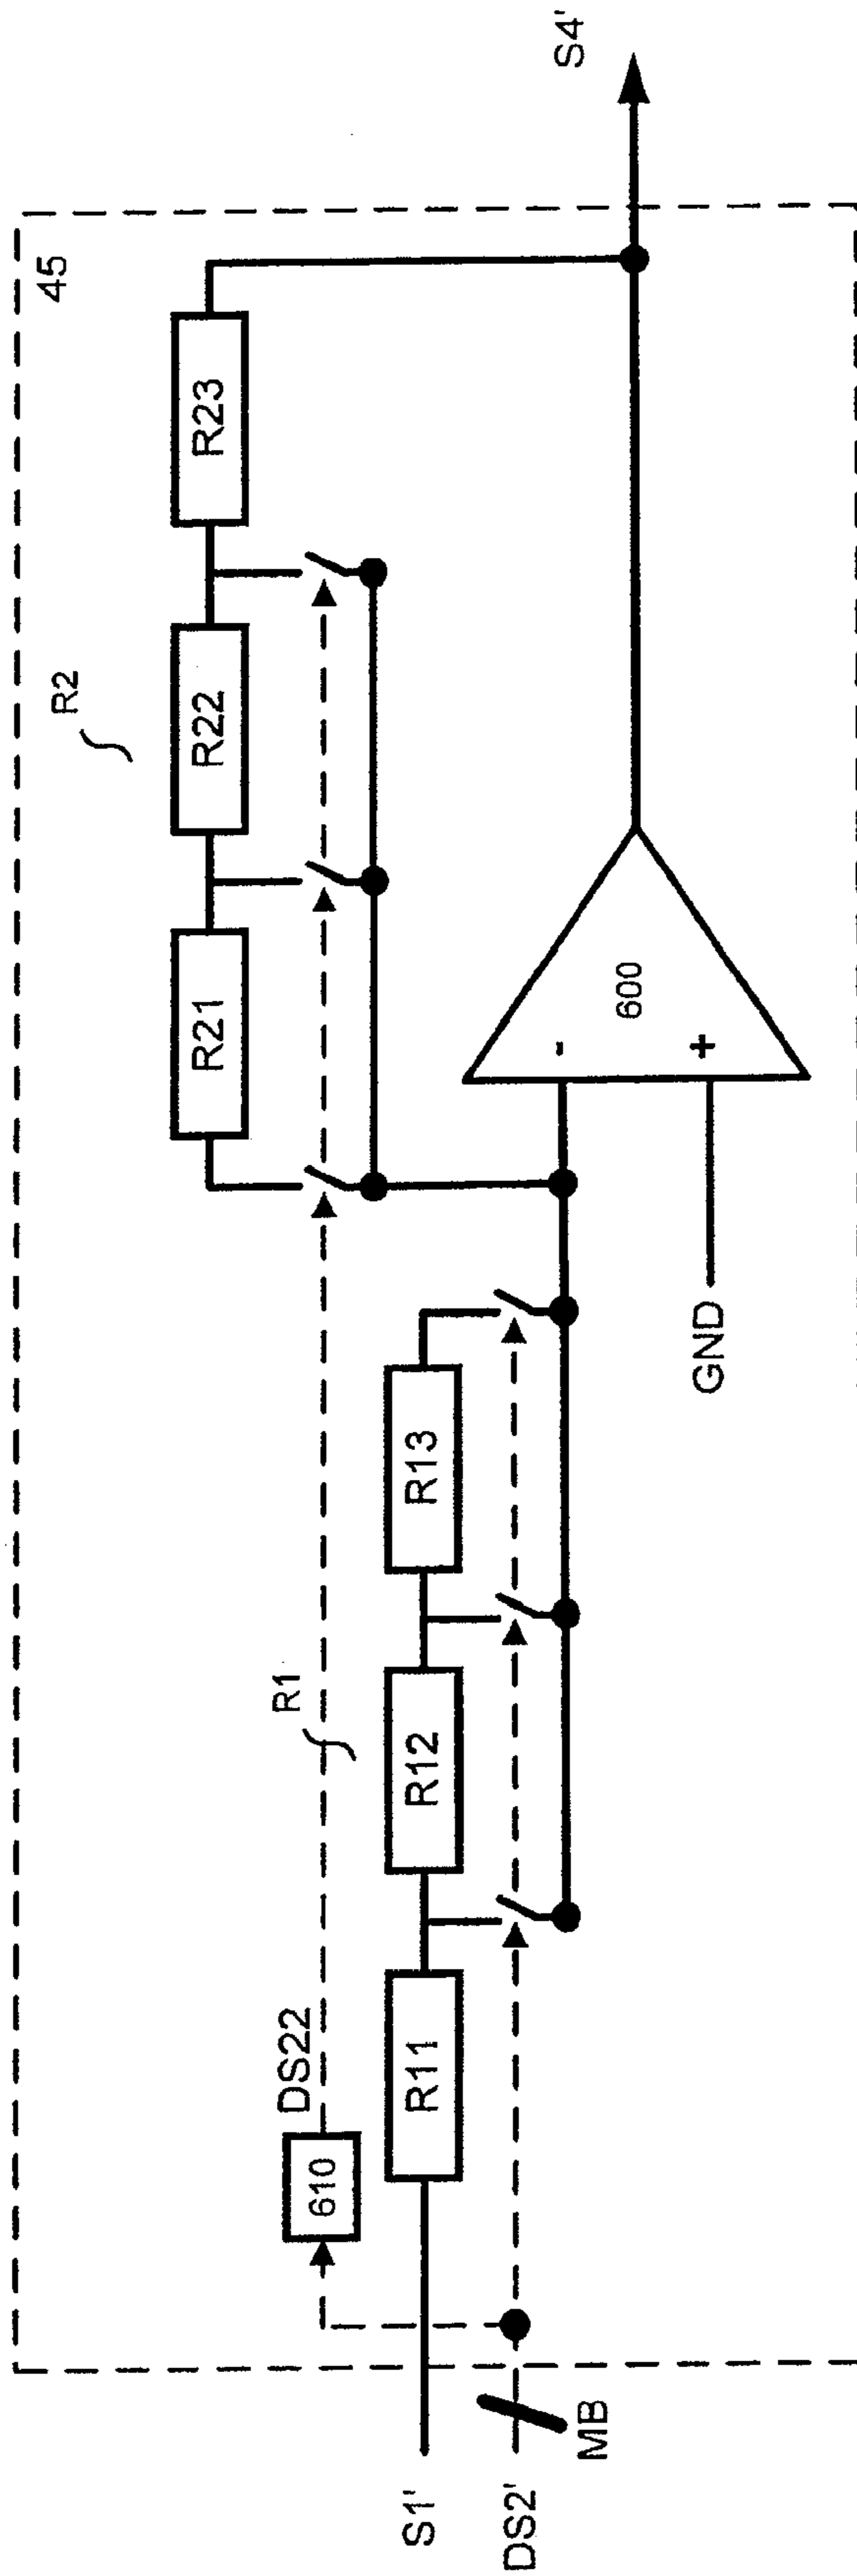 45
R2
R21
R22
R23
S4'
DS22
610
R1
R11
R12
R13
-
600
+
GND
S1'
DS2'
MB